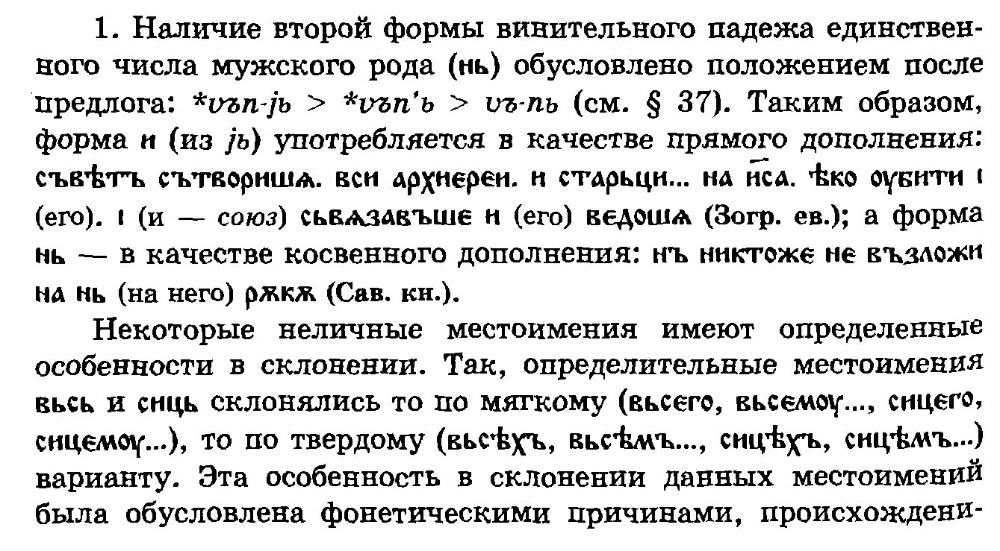 1. Наличие второй формы винительного падежа единствен-
ного числа мужского рода (нь) обусловлено положением после
предлога: *vъn-jь > *vъn’ь > vъ-nь (см. § 37). Таким образом,
форма и (из jь) употребляется в качестве прямого дополнения:
съвѣтъ сътворишѧ. вси архиереи. и старьци... на и҃са. ѣко оубити ꙇ
(его). ꙇ (и — союз) сьвѧзавъше и (его) ведошѧ (Зогр. ев.); а форма
нь — в качестве косвенного дополнения: нъ никтоже не възложи
на нь (на него) рѫкѫ (Сав. кн.).
Некоторые неличные местоимения имеют определенные
особенности в склонении. Так, определительные местоимения
вьсь и сиць склонялись то по мягкому (вьсего, вьсемоу..., сицего,
сицемоу...), то по твердому (вьсѣхъ, вьсѣмъ..., сицѣхъ, сицѣмъ...)
варианту. Эта особенность в склонении данных местоимений
была обусловлена фонетическими причинами, происхождени-